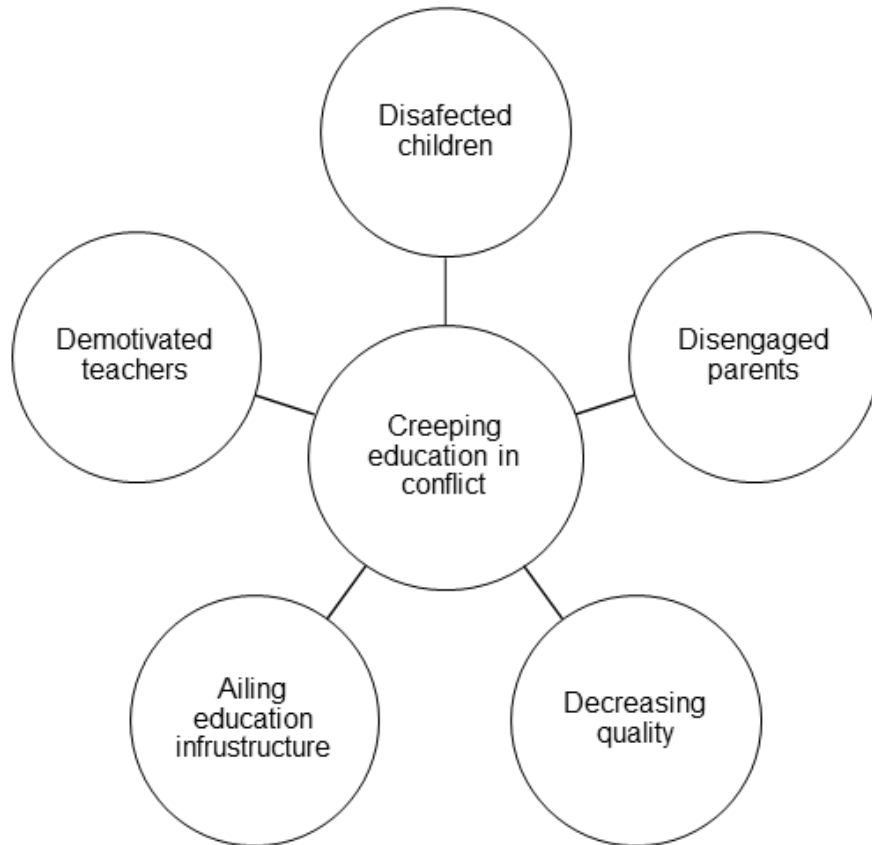 Disafected
children
Demotivated
teachers
Disengaged
parents
Creeping
education in
conflict
Ailing
education
infrustructure
Decreasing
quality